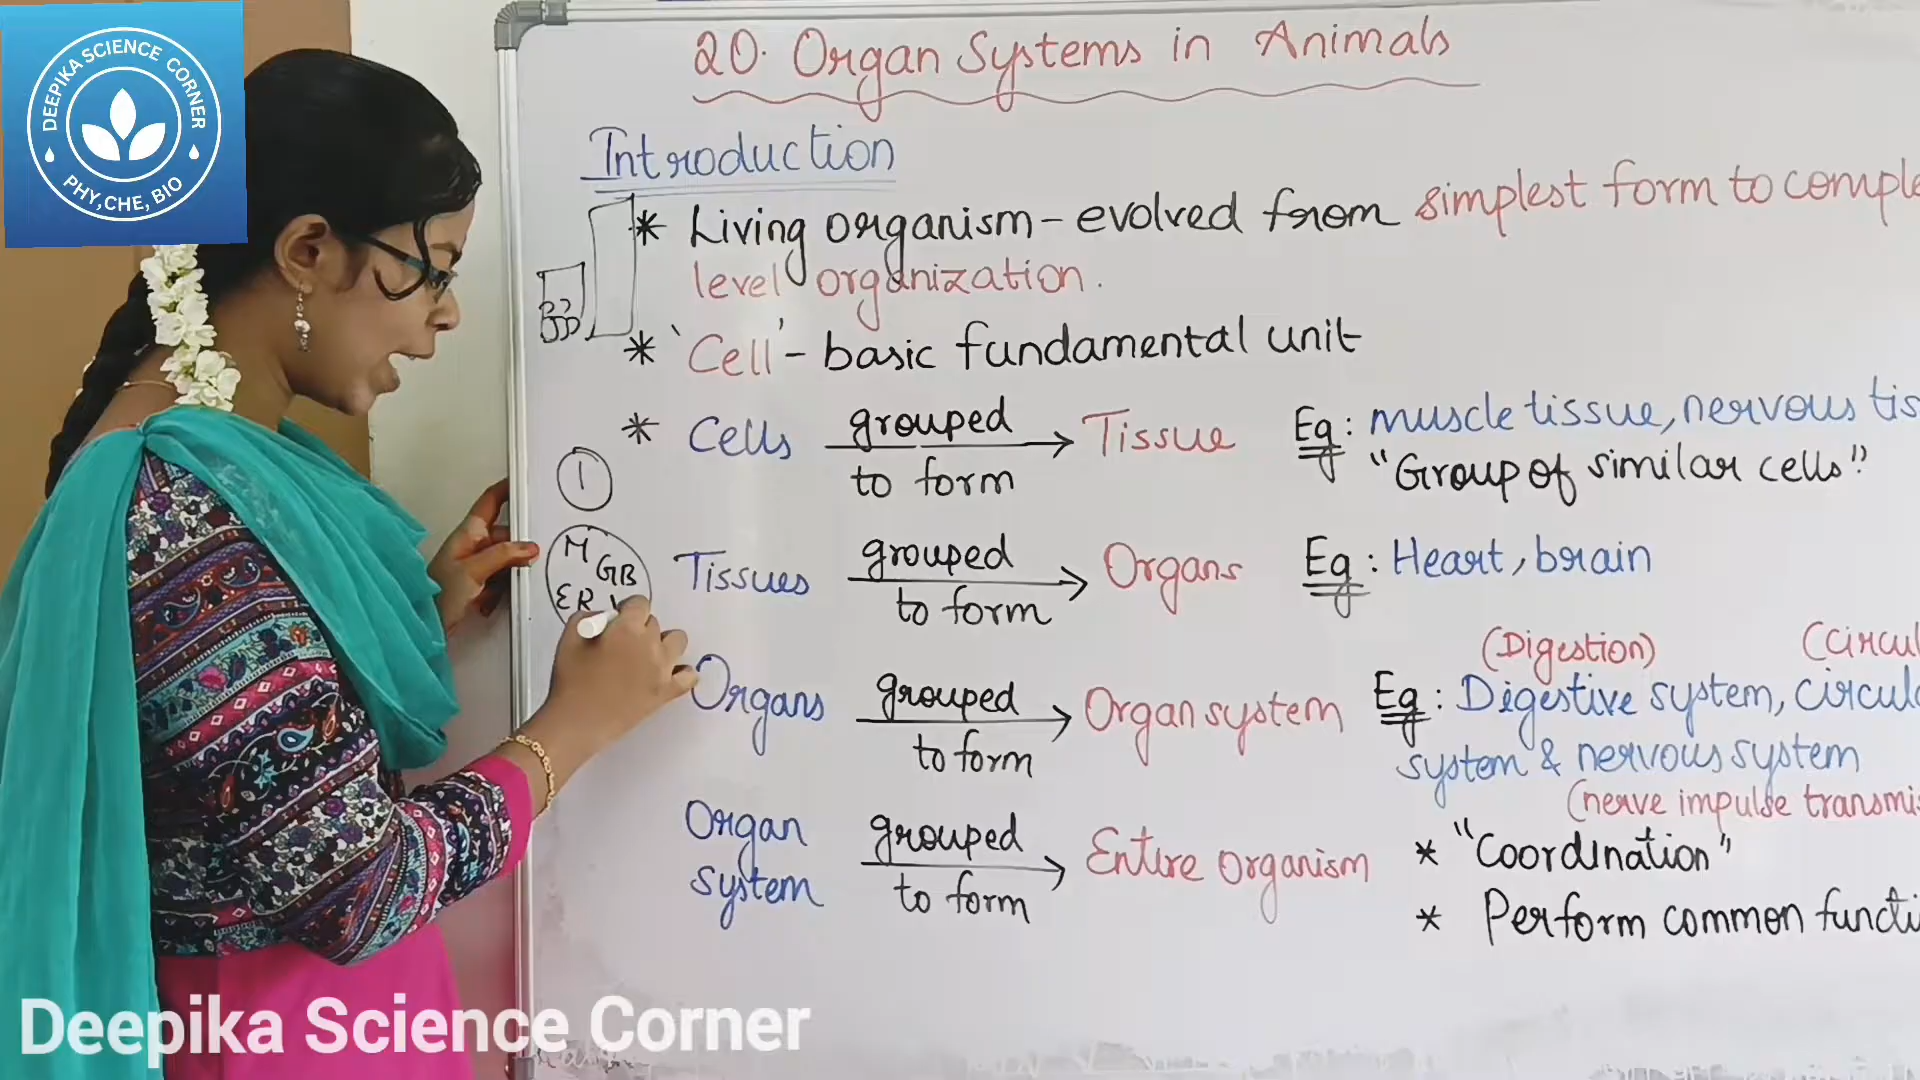 DEEPIKA SCIENCE CORNER
PHY,CHE, BIO
20. Organ Systems in Animals
Introduction
* Living organism - evolved from simplest form to comple
level organization.
* 'Cell' - basic fundamental unit
* Cells grouped to form → Tissue Eg: muscle tissue, nervous tis
"Group of similar cells"
1
M
GB
ER
Tissues grouped to form → Organs Eg: Heart, brain
(Digestion) (circul
Organs grouped to form → Organ system Eg: Digestive system, circula
system & nervous system
(nerve impulse transmis
Organ system grouped to form → Entire organism * "Coordination"
* Perform common functi
Deepika Science Corner